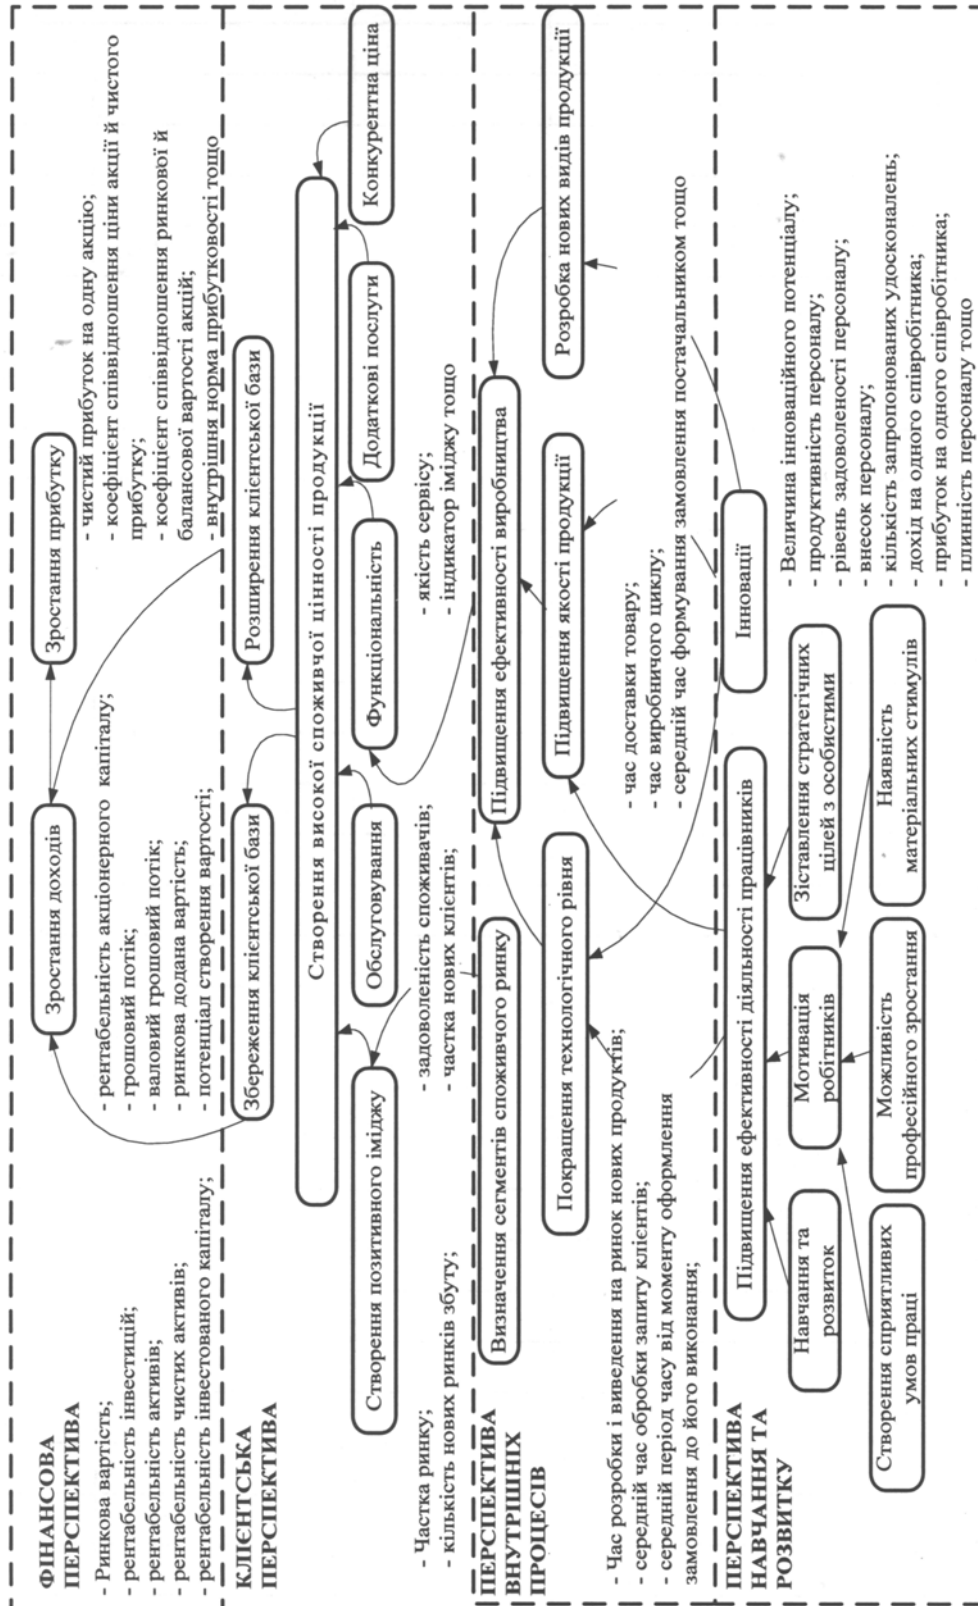 ФІНАНСОВА
ПЕРСПЕКТИВА
Зростання доходів
Зростання прибутку
- Ринкова вартість;
- рентабельність інвестицій;
- рентабельність активів;
- рентабельність чистих активів;
- рентабельність інвестованого капіталу;
- рентабельність акціонерного капіталу;
- грошовий потік;
- валовий грошовий потік;
- ринкова додана вартість;
- потенціал створення вартості;
- чистий прибуток на одну акцію;
- коефіцієнт співвідношення ціни акції й чистого
прибутку;
- коефіцієнт співвідношення ринкової й
балансової вартості акцій;
- внутрішня норма прибутковості тощо
КЛІЄНТСЬКА
ПЕРСПЕКТИВА
Збереження клієнтської бази
Розширення клієнтської бази
Створення високої споживчої цінності продукції
Створення позитивного іміджу
Обслуговування
Функціональність
Додаткові послуги
Конкурентна ціна
- Частка ринку;
- кількість нових ринків збуту;
- задоволеність споживачів;
- частка нових клієнтів;
- якість сервісу;
- індикатор іміджу тощо
ПЕРСПЕКТИВА
ВНУТРІШНІХ
ПРОЦЕСІВ
Визначення сегментів споживчого ринку
Підвищення ефективності виробництва
Покращення технологічного рівня
Підвищення якості продукції
Розробка нових видів продукції
- Час розробки і виведення на ринок нових продуктів;
- середній час обробки запиту клієнтів;
- середній період часу від моменту оформлення
замовлення до його виконання;
- час доставки товару;
- час виробничого циклу;
- середній час формування замовлення постачальником тощо
ПЕРСПЕКТИВА
НАВЧАННЯ ТА
РОЗВИТКУ
Підвищення ефективності діяльності працівників
Інновації
Навчання та
розвиток
Мотивація
робітників
Зіставлення стратегічних
цілей з особистими
Створення сприятливих
умов праці
Можливість
професійного зростання
Наявність
матеріальних стимулів
- Величина інноваційного потенціалу;
- продуктивність персоналу;
- рівень задоволеності персоналу;
- внесок персоналу;
- кількість запропонованих удосконалень;
- дохід на одного співробітника;
- прибуток на одного співробітника;
- плинність персоналу тощо